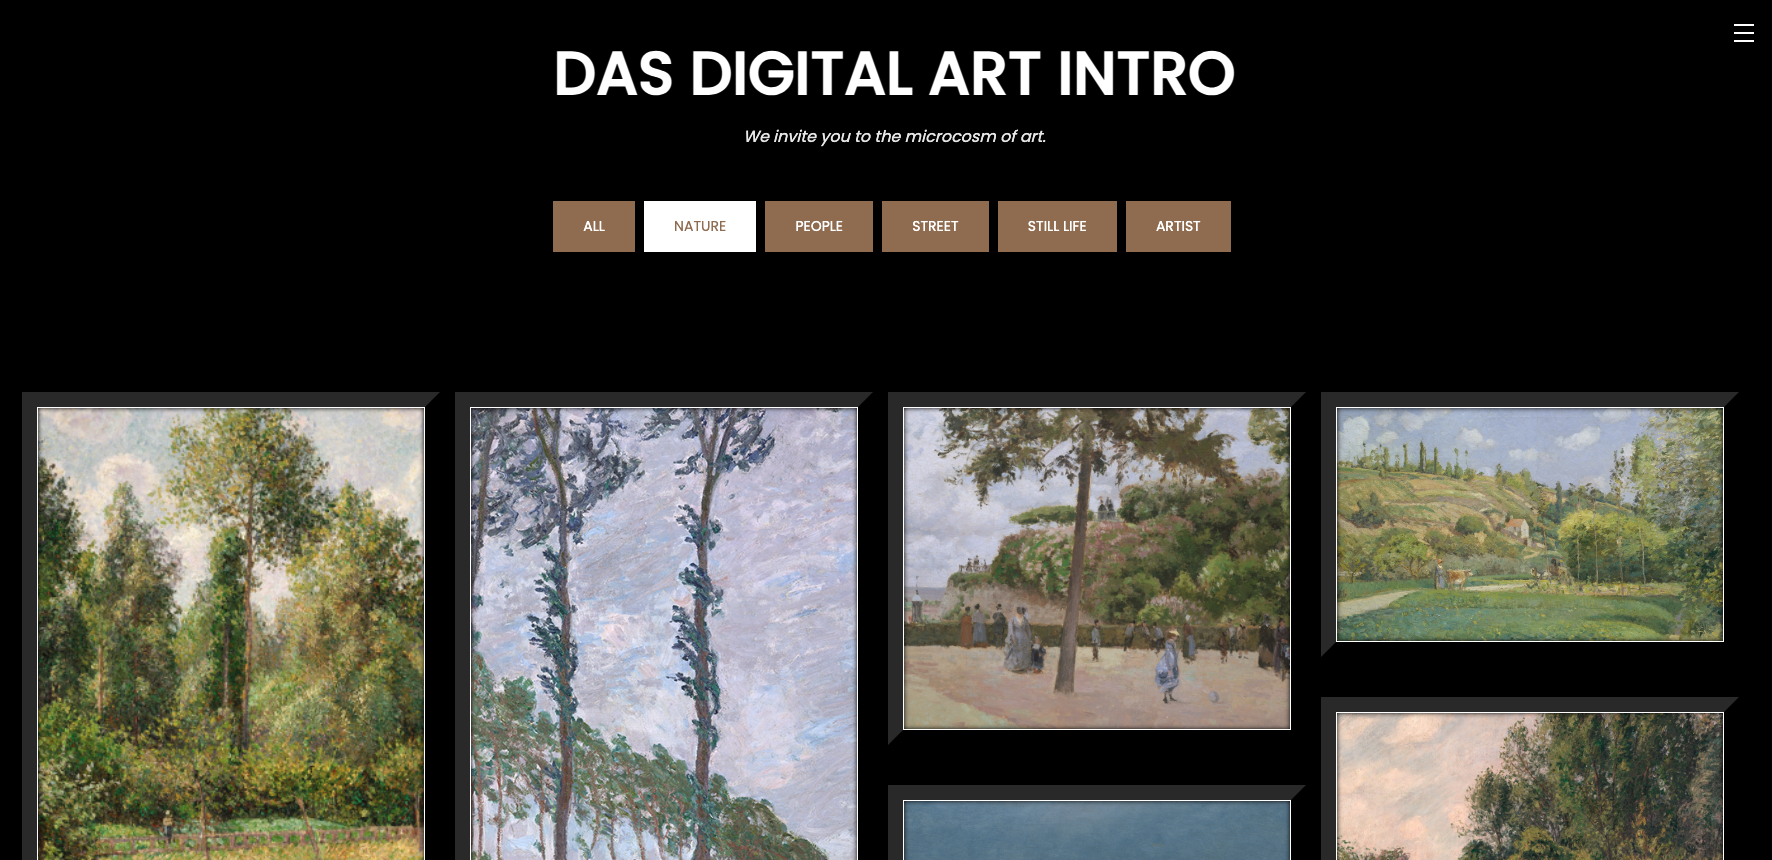 DAS DIGITAL ART INTRO
We invite you to the microcosm of art.
ALL NATURE PEOPLE STREET STILL LIFE ARTIST